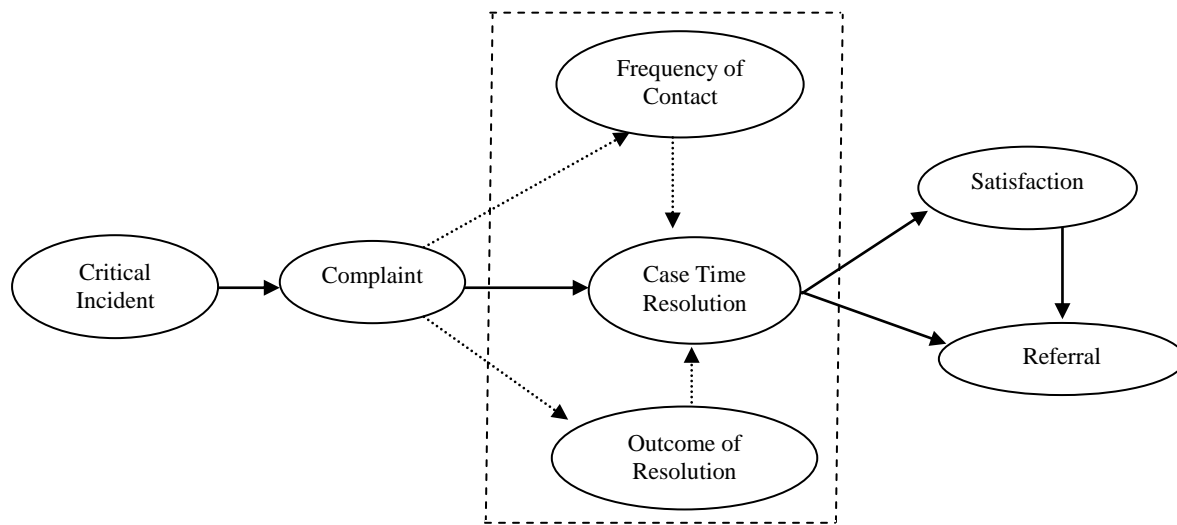 Frequency of
Contact
Satisfaction
Critical
Incident
Complaint
Case Time
Resolution
Referral
Outcome of
Resolution